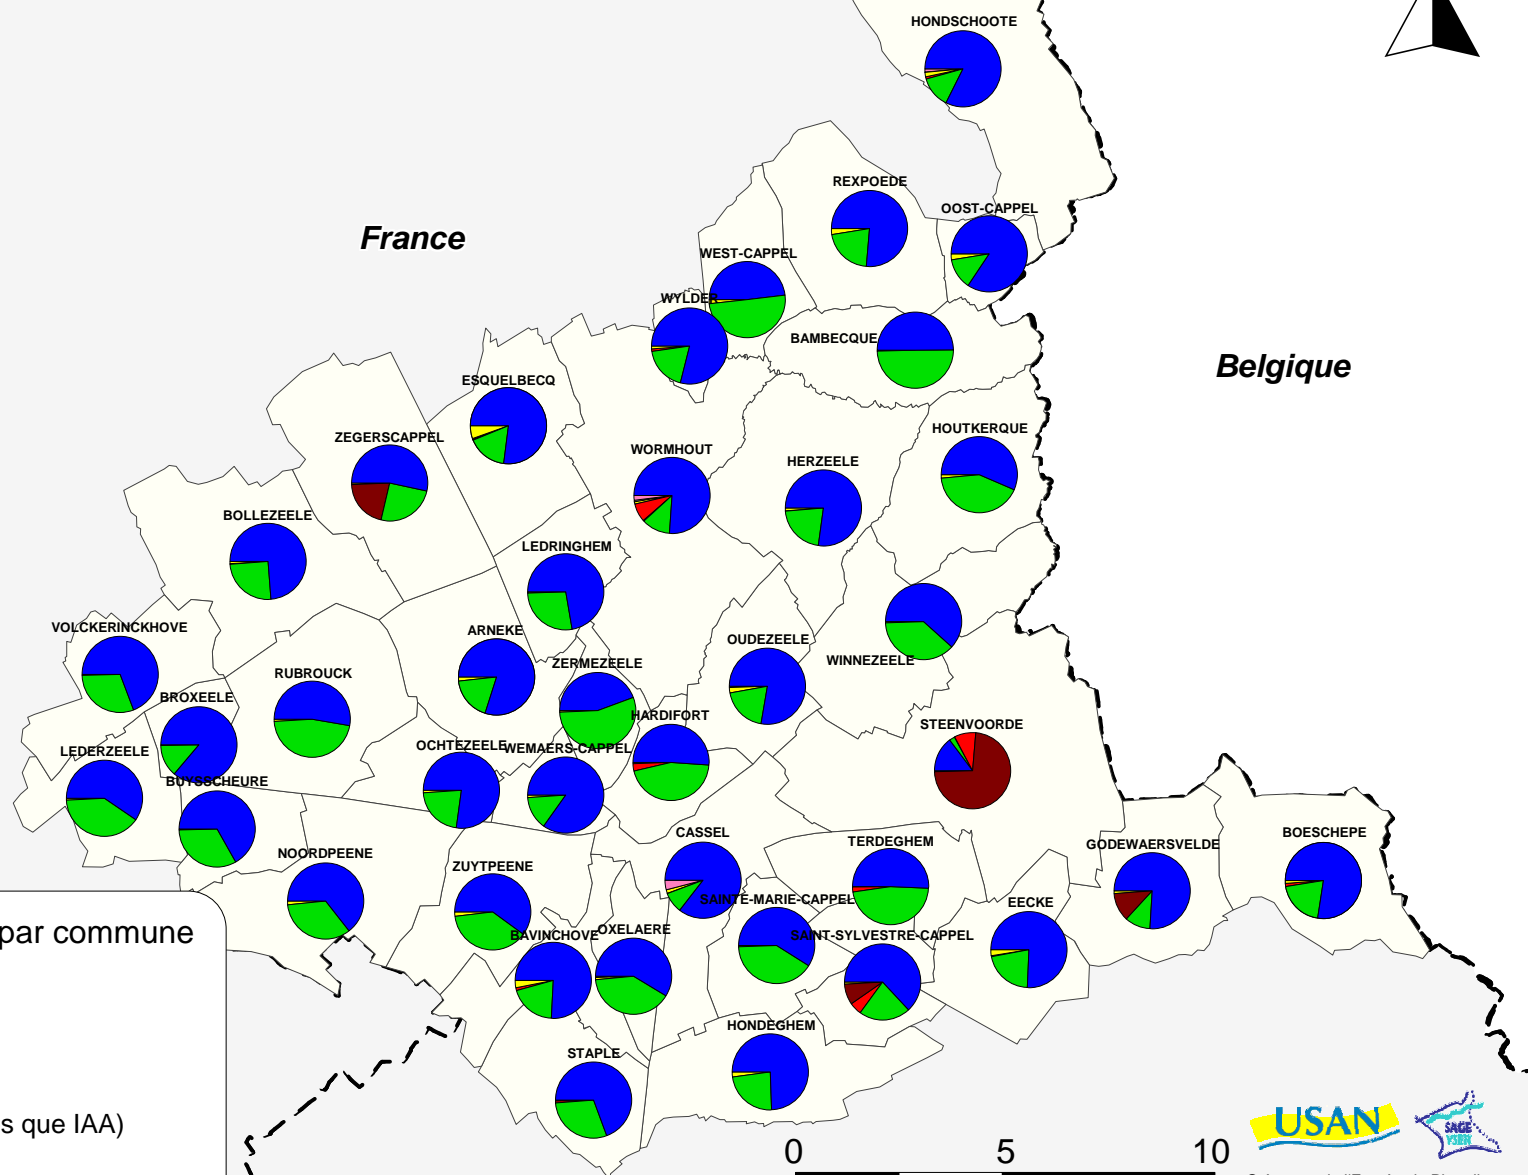 HONDSCHOOTE
REXPOEDE
OOST-CAPPEL
France
WEST-CAPPEL
WYLDER
BAMBECQUE
Belgique
ESQUELBECQ
HOUTKERQUE
ZEGERSCAPPEL
WORMHOUT
HERZEELE
BOLLEZEELE
LEDRINGHEM
VOLCKERINCKHOVE
ARNEKE
OUDEZEELE
ZERMEZEELE
WINNEZEELE
RUBROUCK
BROXEELE
HARDIFORT
STEENVOORDE
LEDERZEELE
OCHTEZEELE
WEMAERS-CAPPEL
BUYSSCHEURE
CASSEL
TERDEGHEM
GODEWAERSVELDE
BOESCHEPE
NOORDPEENE
ZUYTPEENE
SAINTE-MARIE-CAPPEL
EECKE
par commune
BAVINCHOVE
OXELAERE
SAINT-SYLVESTRE-CAPPEL
HONDEGHEM
STAPLE
s que IAA)
0 5 10
USAN
SAGE
YSER